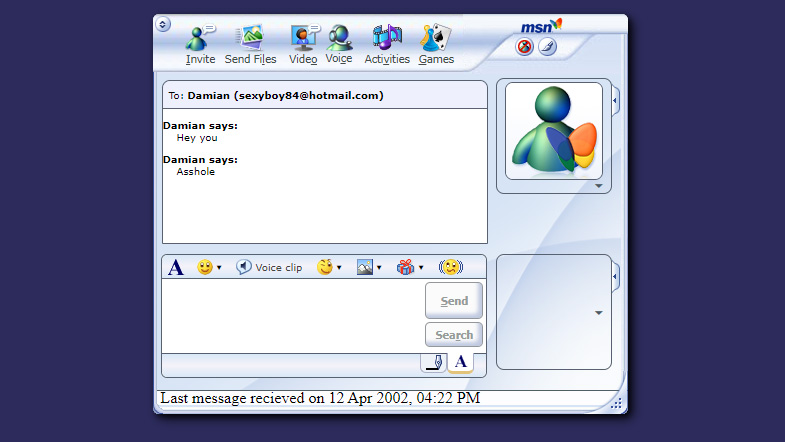 msn
Invite Send Files Video Voice Activities Games
To: Damian (sexyboy84@hotmail.com)
Damian says:
Hey you
Damian says:
Asshole
A Voice clip
Send
Search
A
Last message recieved on 12 Apr 2002, 04:22 PM